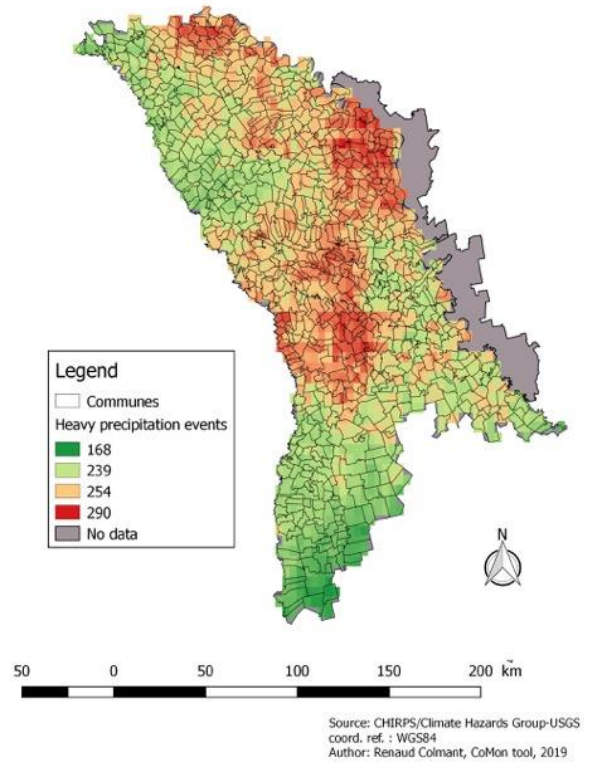 Legend
Communes
Heavy precipitation events
168
239
254
290
No data
N
50 0 50 100 150 200 km
Source: CHIRPS/Climate Hazards Group-USGS
coord. ref. : WGS84
Author: Renaud Colmant, CoMon tool, 2019